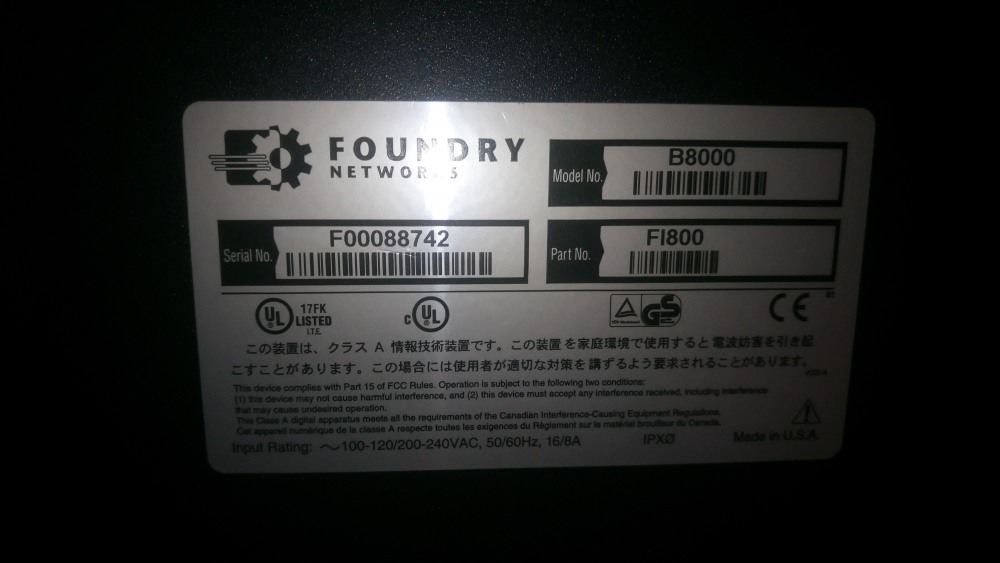 FOUNDRY
NETWORKS
Model No.
B8000
Serial No.
F00088742
Part No.
FI800
UL
17FK
LISTED
I.T.E.
c UL
GS
CE
この装置は、クラス A 情報技術装置です。この装置を家庭環境で使用すると電波妨害を引き起
こすことがあります。この場合には使用者が適切な対策を講ずるよう要求されることがあります。
This device complies with Part 15 of FCC Rules. Operation is subject to the following two conditions:
(1) this device may not cause harmful interference, and (2) this device must accept any interference received, including interference
that may cause undesired operation.
This Class A digital apparatus meets all the requirements of the Canadian Interference-Causing Equipment Regulations.
Cet appareil numérique de la classe A respecte toutes les exigences du Règlement sur le matériel brouilleur du Canada.
Input Rating: ～100-120/200-240VAC, 50/60Hz, 16/8A
IPXØ
Made in U.S.A.